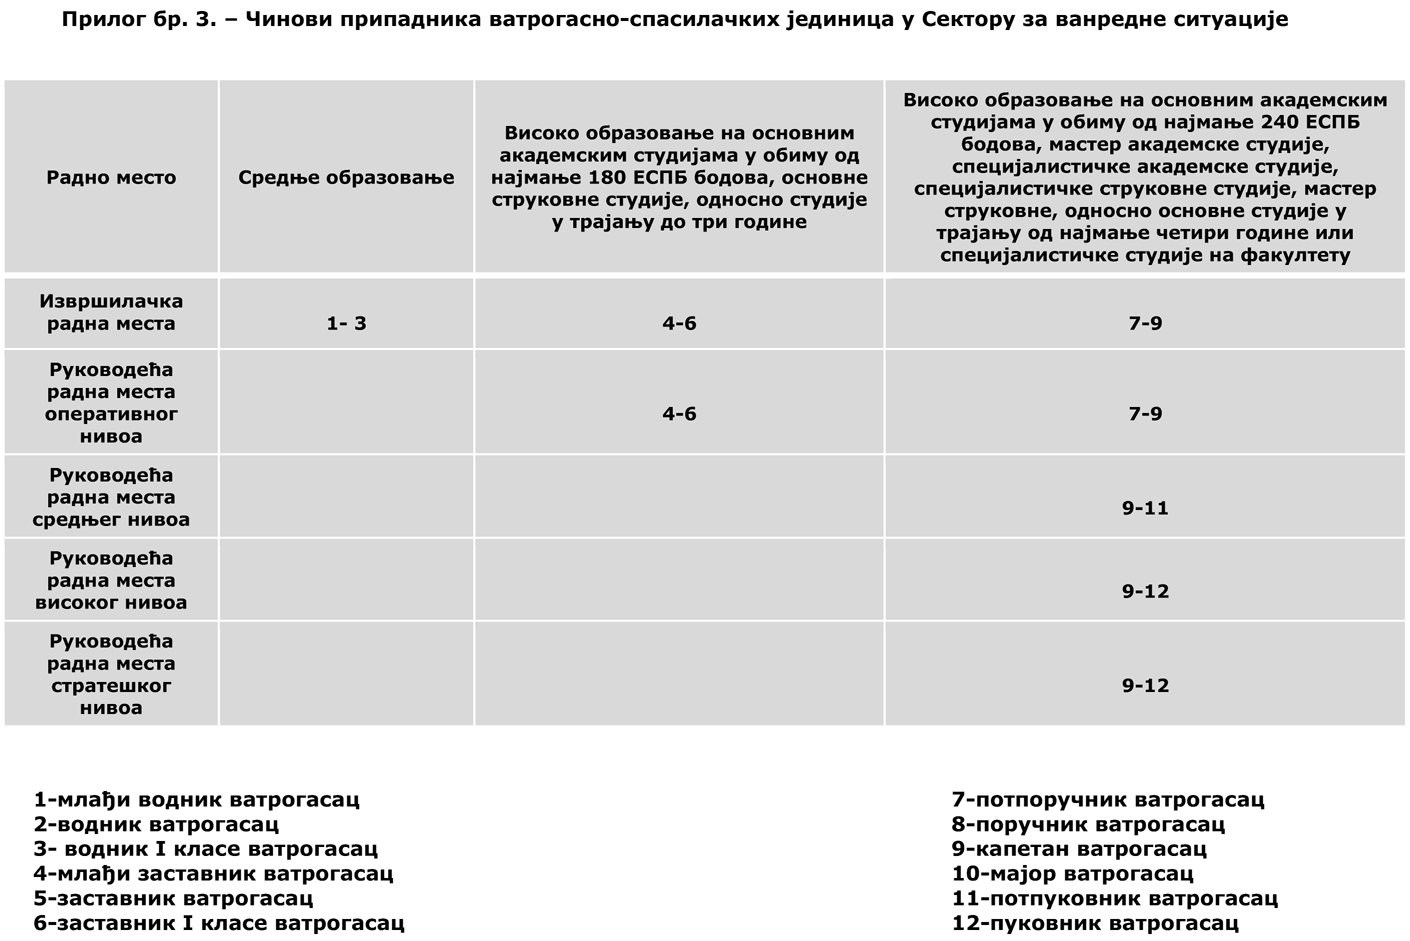 Прилог бр. 3. – Чинови припадника ватрогасно-спасилачких јединица у Сектору за ванредне ситуације
Радно место
Средње образовање
Високо образовање на основним
академским студијама у обиму од
најмање 180 ЕСПБ бодова, основне
струковне студије, односно студије
у трајању до три године
Високо образовање на основним академским
студијама у обиму од најмање 240 ЕСПБ
бодова, мастер академске студије,
специјалистичке академске студије,
специјалистичке струковне студије, мастер
струковне, односно основне студије у
трајању од најмање четири године или
специјалистичке студије на факултету
Извршилачка
радна места
1- 3
4-6
7-9
Руководећа
радна места
оперативног
нивоа
4-6
7-9
Руководећа
радна места
средњег нивоа
9-11
Руководећа
радна места
високог нивоа
9-12
Руководећа
радна места
стратешког
нивоа
9-12
1-млађи водник ватрогасац
2-водник ватрогасац
3- водник I класе ватрогасац
4-млађи заставник ватрогасац
5-заставник ватрогасац
6-заставник I класе ватрогасац
7-потпоручник ватрогасац
8-поручник ватрогасац
9-капетан ватрогасац
10-мајор ватрогасац
11-потпуковник ватрогасац
12-пуковник ватрогасац